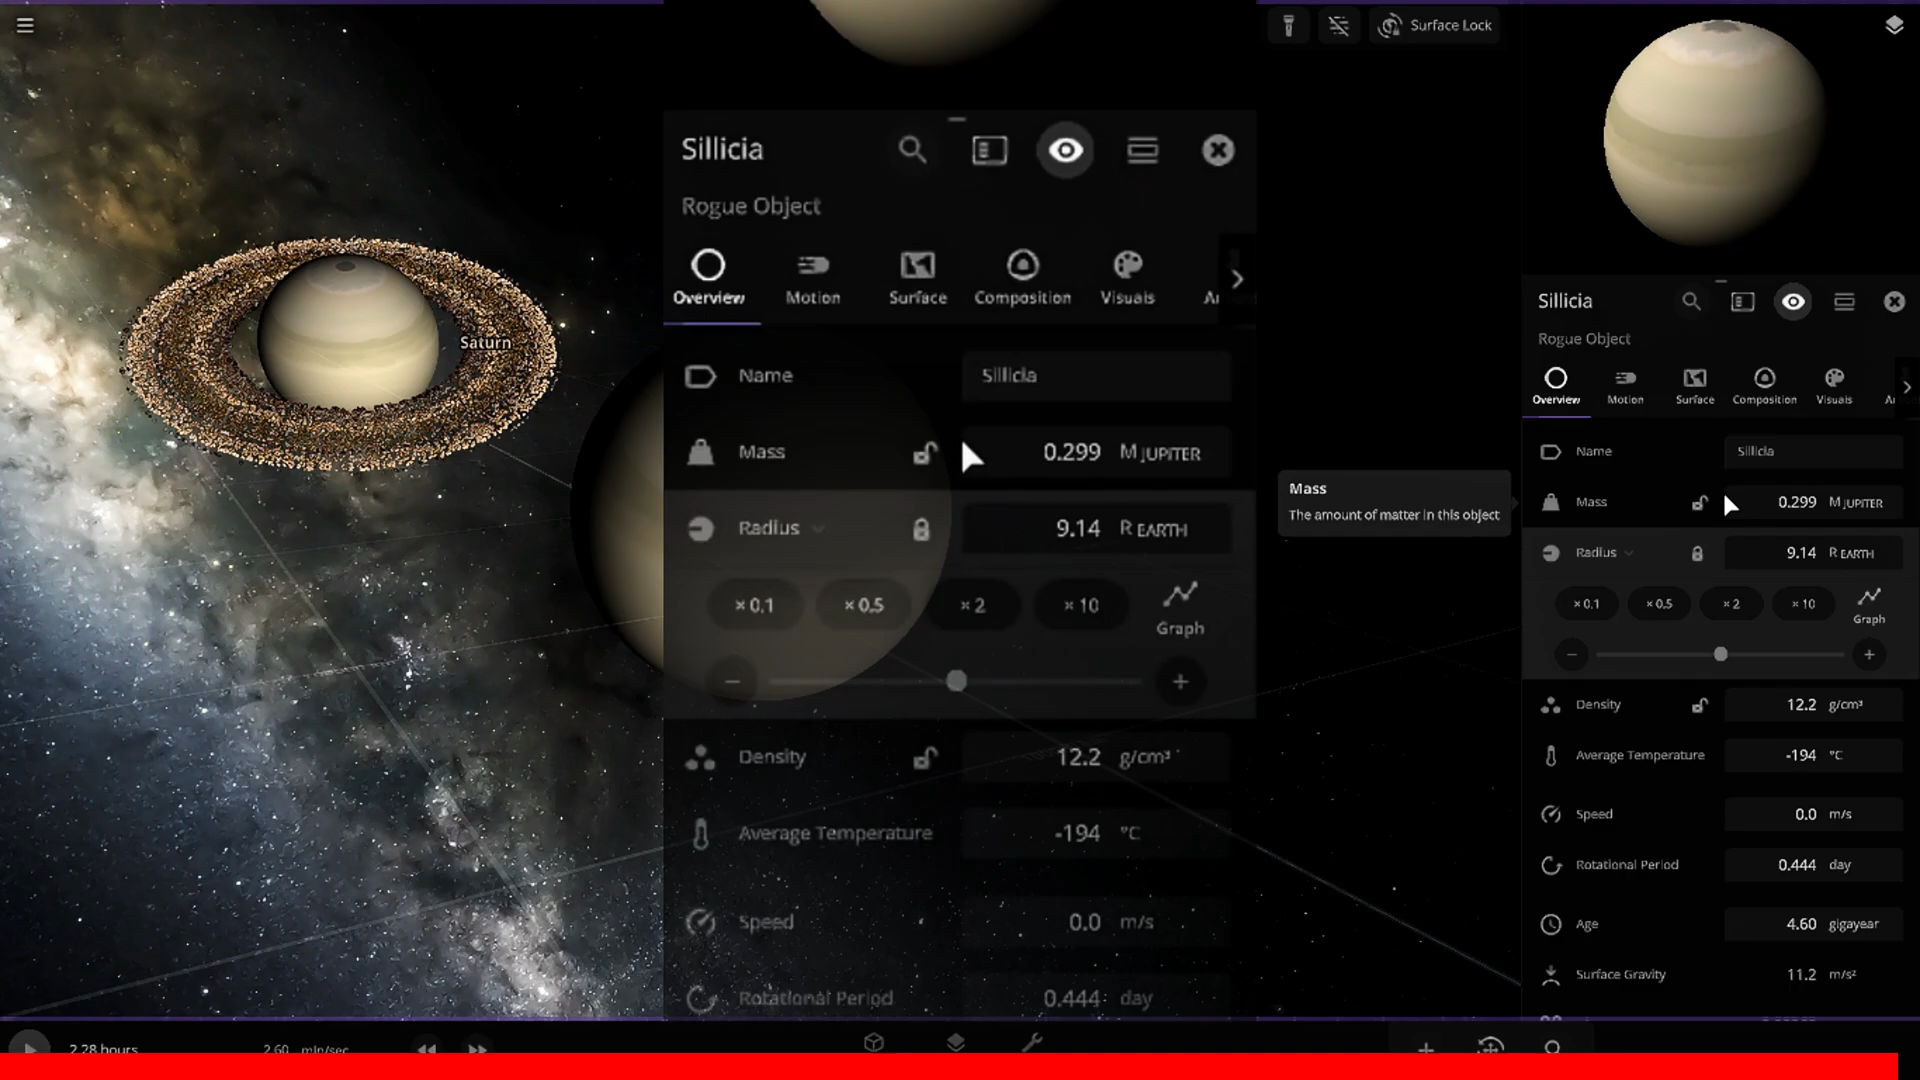 Saturn
2.28 hours
2.60 min/sec
Sillicia
Rogue Object
Overview
Motion
Surface
Composition
Visuals
Name
Sillicia
Mass
0.299 M JUPITER
Radius
9.14 R EARTH
×0.1
×0.5
×2
×10
Graph
Density
12.2 g/cm³
Average Temperature
-194 °C
Speed
0.0 m/s
Rotational Period
0.444 day
Surface Lock
Mass
The amount of matter in this object
Sillicia
Rogue Object
Overview
Motion
Surface
Composition
Visuals
Name
Sillicia
Mass
0.299 M JUPITER
Radius
9.14 R EARTH
×0.1
×0.5
×2
×10
Graph
Density
12.2 g/cm³
Average Temperature
-194 °C
Speed
0.0 m/s
Rotational Period
0.444 day
Age
4.60 gigayear
Surface Gravity
11.2 m/s²